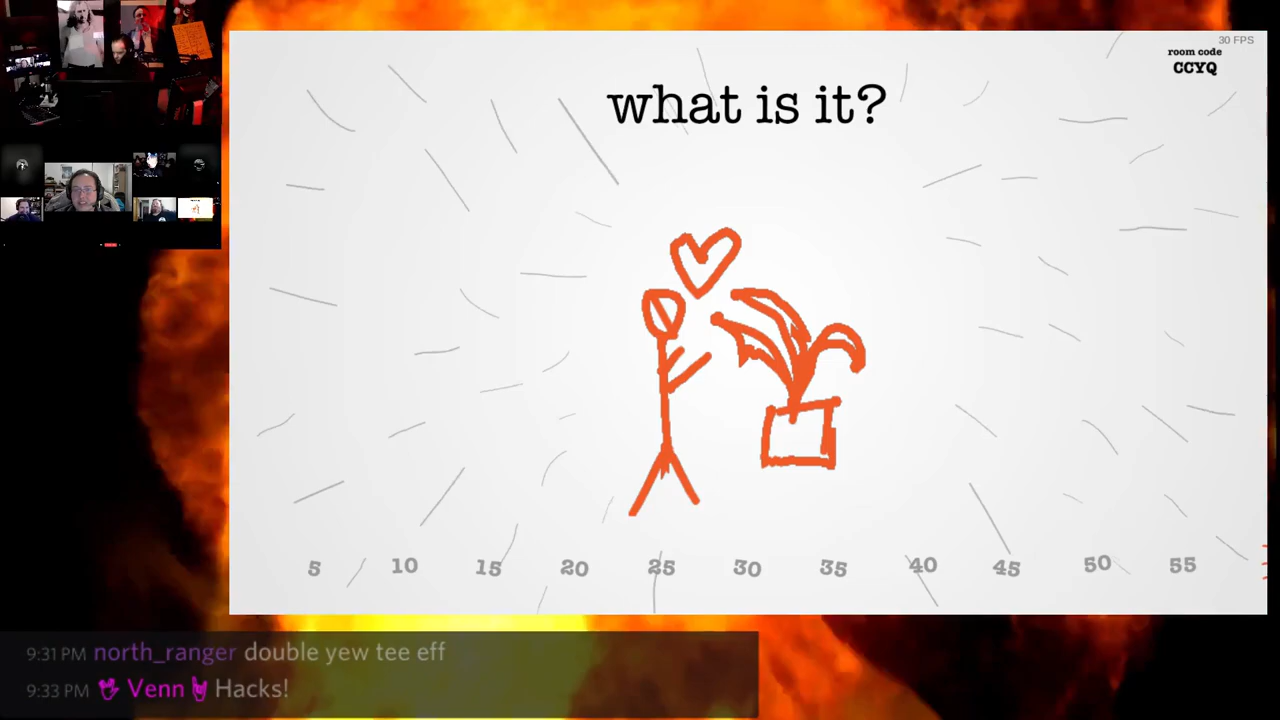 30 FPS
room code
CCYQ
what is it?
5 10 15 20 25 30 35 40 45 50 55
9:31 PM north_ranger double yew tee eff
9:33 PM 🤘 Venn 🤘 Hacks!